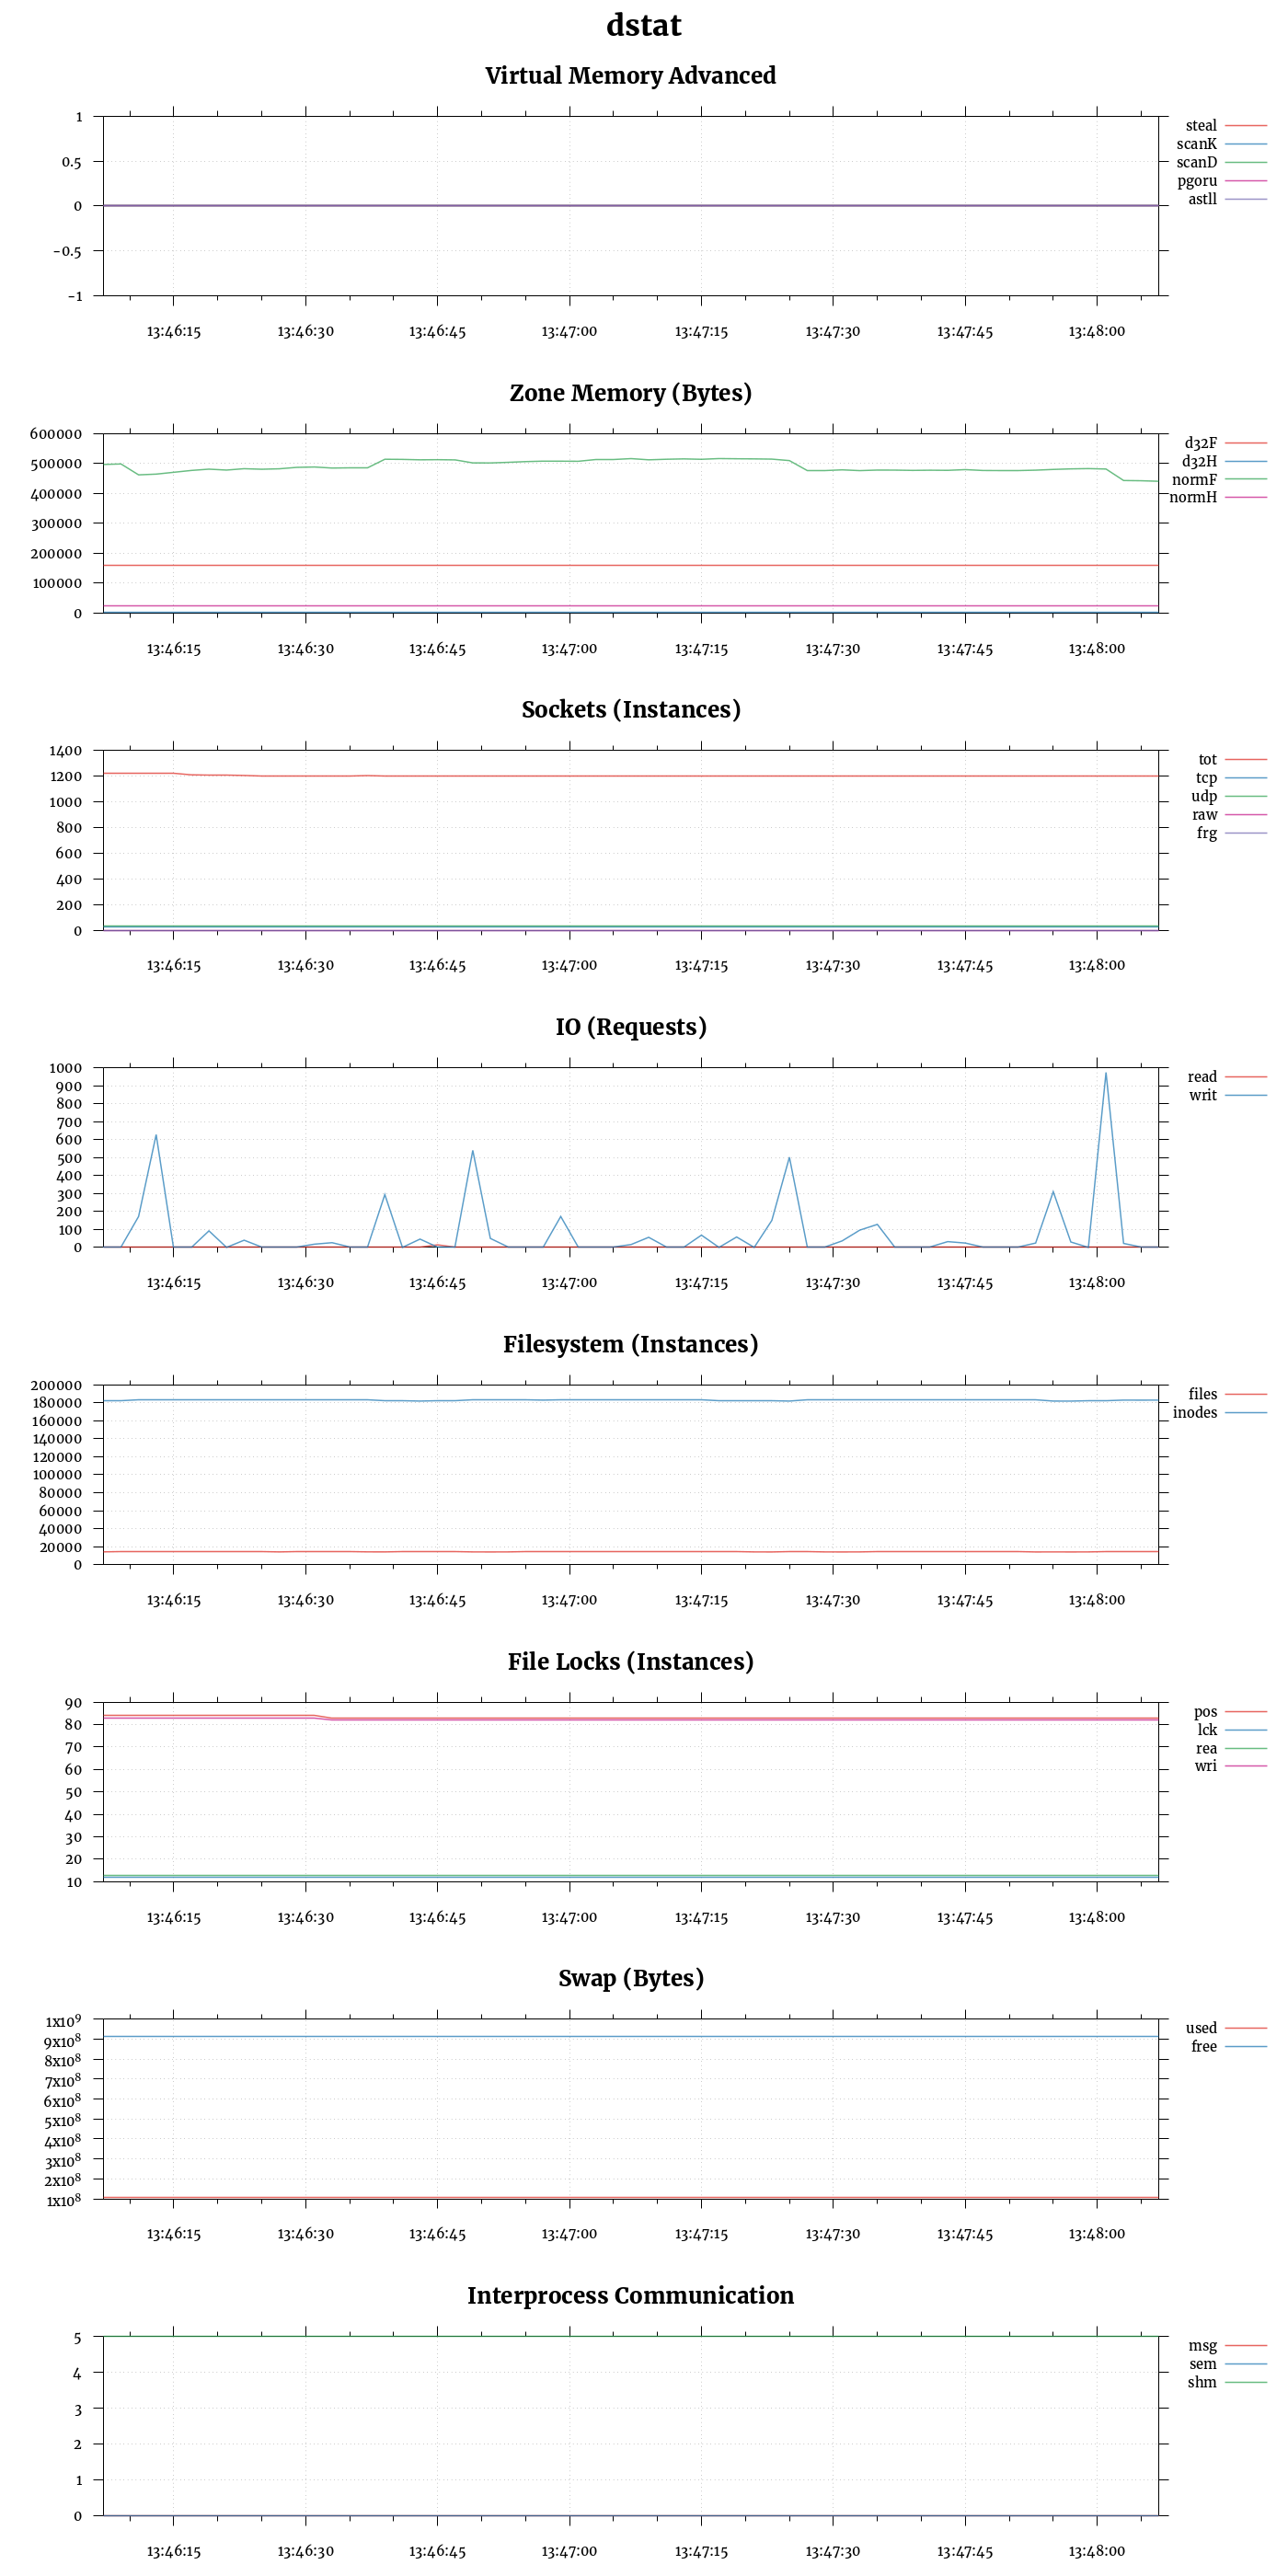 dstat
Virtual Memory Advanced
1
0.5
0
-0.5
-1
13:46:15 13:46:30 13:46:45 13:47:00 13:47:15 13:47:30 13:47:45 13:48:00
steal
scanK
scanD
pgoru
astll
Zone Memory (Bytes)
600000
500000
400000
300000
200000
100000
0
13:46:15 13:46:30 13:46:45 13:47:00 13:47:15 13:47:30 13:47:45 13:48:00
d32F
d32H
normF
normH
Sockets (Instances)
1400
1200
1000
800
600
400
200
0
13:46:15 13:46:30 13:46:45 13:47:00 13:47:15 13:47:30 13:47:45 13:48:00
tot
tcp
udp
raw
frg
IO (Requests)
1000
900
800
700
600
500
400
300
200
100
0
13:46:15 13:46:30 13:46:45 13:47:00 13:47:15 13:47:30 13:47:45 13:48:00
read
writ
Filesystem (Instances)
200000
180000
160000
140000
120000
100000
80000
60000
40000
20000
0
13:46:15 13:46:30 13:46:45 13:47:00 13:47:15 13:47:30 13:47:45 13:48:00
files
inodes
File Locks (Instances)
90
80
70
60
50
40
30
20
10
13:46:15 13:46:30 13:46:45 13:47:00 13:47:15 13:47:30 13:47:45 13:48:00
pos
lck
rea
wri
Swap (Bytes)
1x10⁹
9x10⁸
8x10⁸
7x10⁸
6x10⁸
5x10⁸
4x10⁸
3x10⁸
2x10⁸
1x10⁸
13:46:15 13:46:30 13:46:45 13:47:00 13:47:15 13:47:30 13:47:45 13:48:00
used
free
Interprocess Communication
5
4
3
2
1
0
13:46:15 13:46:30 13:46:45 13:47:00 13:47:15 13:47:30 13:47:45 13:48:00
msg
sem
shm